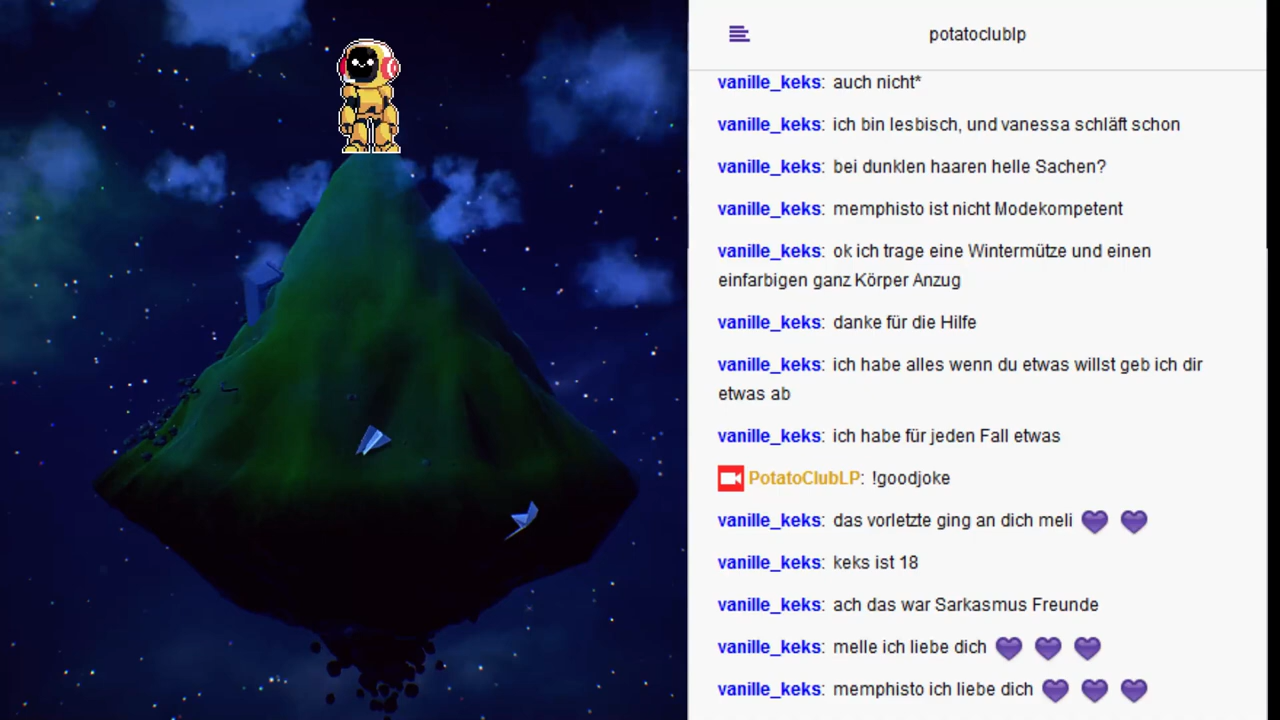 potatoclublp
vanille_keks: auch nicht*
vanille_keks: ich bin lesbisch, und vanessa schläft schon
vanille_keks: bei dunklen haaren helle Sachen?
vanille_keks: memphisto ist nicht Modekompetent
vanille_keks: ok ich trage eine Wintermütze und einen
einfarbigen ganz Körper Anzug
vanille_keks: danke für die Hilfe
vanille_keks: ich habe alles wenn du etwas willst geb ich dir
etwas ab
vanille_keks: ich habe für jeden Fall etwas
PotatoClubLP: !goodjoke
vanille_keks: das vorletzte ging an dich meli 💜 💜
vanille_keks: keks ist 18
vanille_keks: ach das war Sarkasmus Freunde
vanille_keks: melle ich liebe dich 💜 💜 💜
vanille_keks: memphisto ich liebe dich 💜 💜 💜